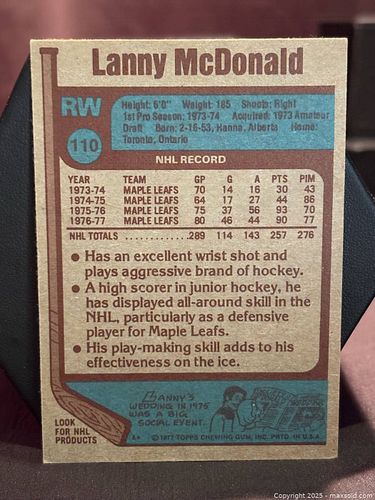 Lanny McDonald
RW
110
Height: 6'0" Weight: 185 Shoots: Right
1st Pro Season: 1973-74 Acquired: 1973 Amateur
Draft Born: 2-16-53, Hanna, Alberta Home:
Toronto, Ontario
NHL RECORD
YEAR TEAM GP G A PTS PIM
1973-74 MAPLE LEAFS 70 14 16 30 43
1974-75 MAPLE LEAFS 64 17 27 44 86
1975-76 MAPLE LEAFS 75 37 56 93 70
1976-77 MAPLE LEAFS 80 46 44 90 77
NHL TOTALS ............ 289 114 143 257 276
● Has an excellent wrist shot and
plays aggressive brand of hockey.
● A high scorer in junior hockey, he
has displayed all-around skill in the
NHL, particularly as a defensive
player for Maple Leafs.
● His play-making skill adds to his
effectiveness on the ice.
LANNY'S
WEDDING IN 1975
WAS A BIG
SOCIAL EVENT.
LOOK
FOR NHL
PRODUCTS
A* © 1977 TOPPS CHEWING GUM, INC. PRTD. IN U.S.A.
Copyright 2025 - maxsold.com